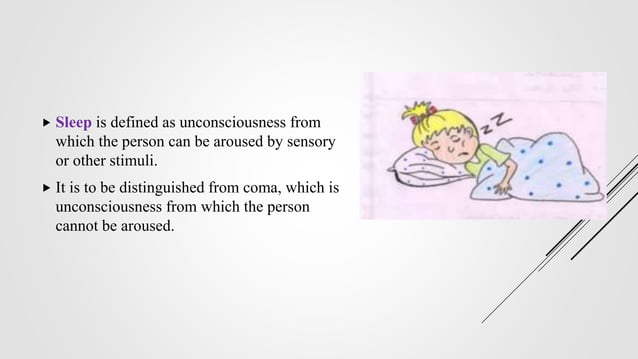 Sleep is defined as unconsciousness from
which the person can be aroused by sensory
or other stimuli.
It is to be distinguished from coma, which is
unconsciousness from which the person
cannot be aroused.
ZZ